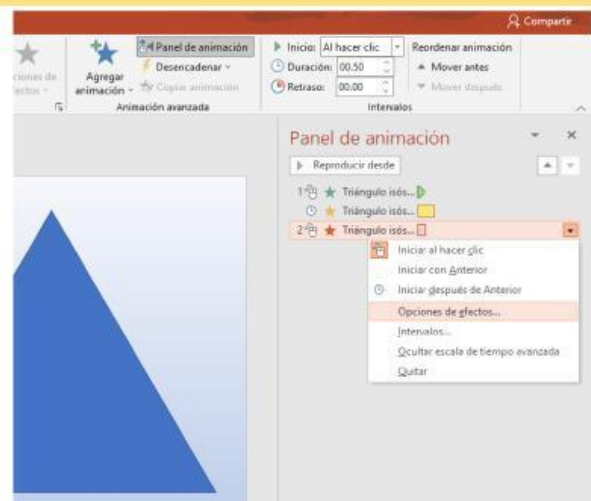 Compartir
Panel de animación
Inicio: Al hacer clic
Reordenar animación
Agregar animación
Desencadenar
Duración: 00.50
Mover antes
Copiar animación
Retraso: 00.00
Mover después
Animación avanzada
Intervalos
Panel de animación
Reproducir desde
1 Triángulo isós...
Triángulo isós...
2 Triángulo isós...
Iniciar al hacer clic
Iniciar con Anterior
Iniciar después de Anterior
Opciones de efectos...
Intervalos...
Ocultar escala de tiempo avanzada
Quitar